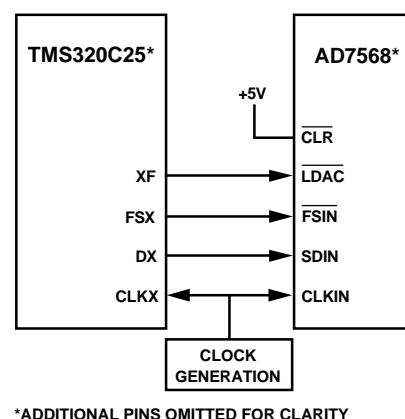 TMS320C25*
AD7568*
+5V
CLR
XF
LDAC
FSX
FSIN
DX
SDIN
CLKX
CLKIN
CLOCK
GENERATION
*ADDITIONAL PINS OMITTED FOR CLARITY